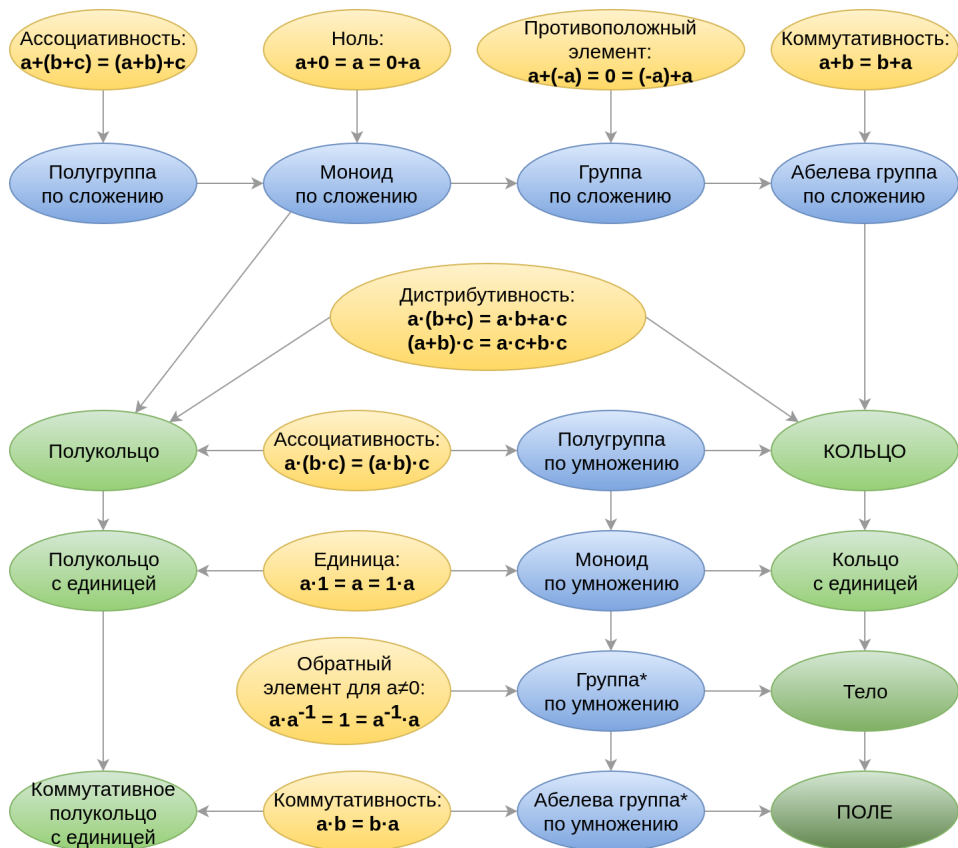 Ассоциативность:
a+(b+c) = (a+b)+c
Ноль:
a+0 = a = 0+a
Противоположный
элемент:
a+(-a) = 0 = (-a)+a
Коммутативность:
a+b = b+a
Полугруппа
по сложению
Моноид
по сложению
Группа
по сложению
Абелева группа
по сложению
Дистрибутивность:
a·(b+c) = a·b+a·c
(a+b)·c = a·c+b·c
Полукольцо
Ассоциативность:
a·(b·c) = (a·b)·c
Полугруппа
по умножению
КОЛЬЦО
Полукольцо
с единицей
Единица:
a·1 = a = 1·a
Моноид
по умножению
Кольцо
с единицей
Обратный
элемент для a≠0:
a·a⁻¹ = 1 = a⁻¹·a
Группа*
по умножению
Тело
Коммутативное
полукольцо
с единицей
Коммутативность:
a·b = b·a
Абелева группа*
по умножению
ПОЛЕ